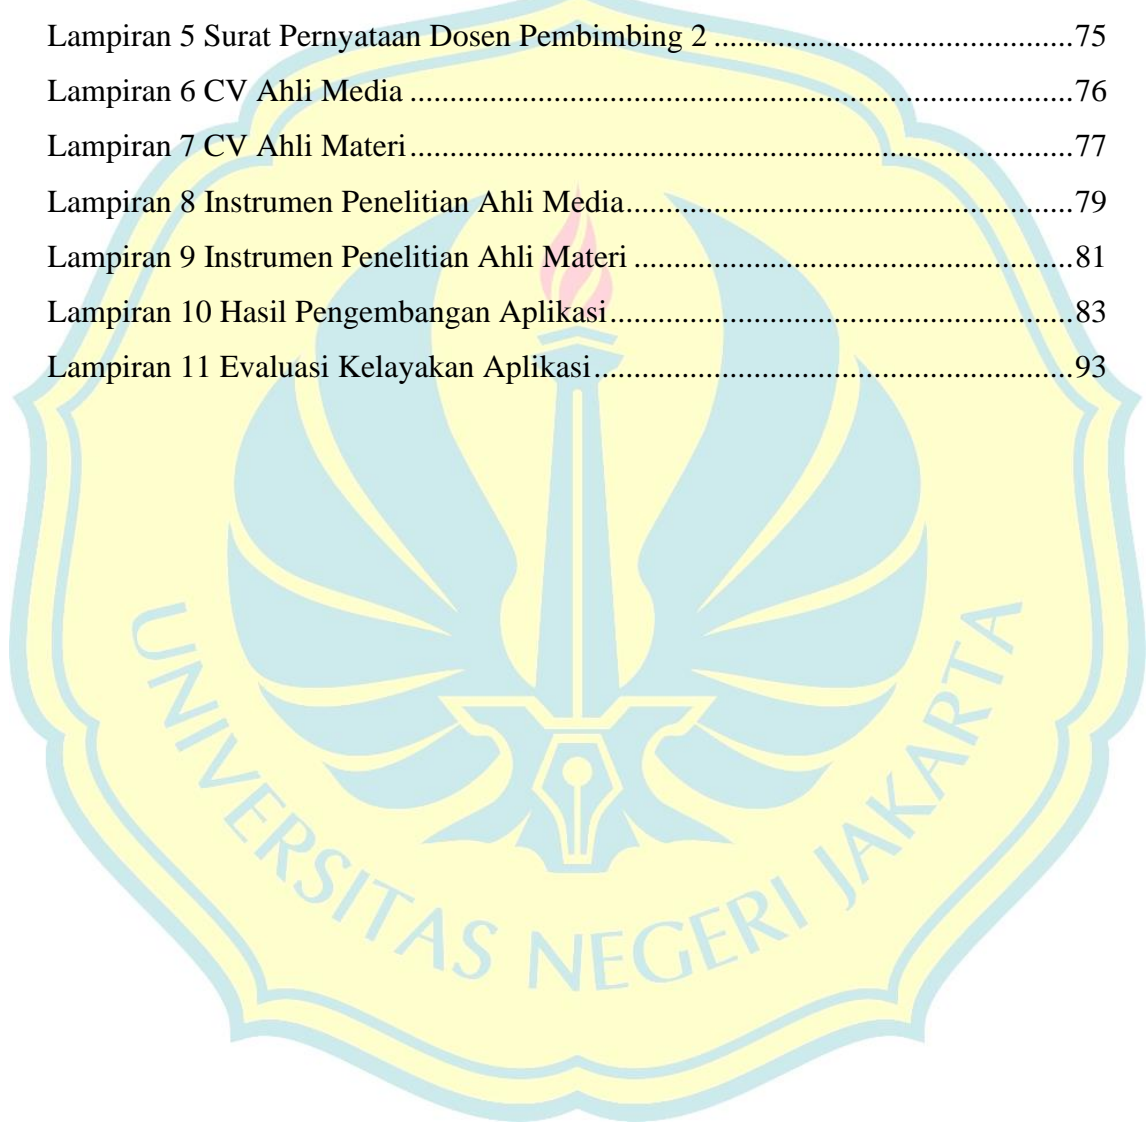 Lampiran 5 Surat Pernyataan Dosen Pembimbing 2 ............................................75
Lampiran 6 CV Ahli Media ..................................................................................76
Lampiran 7 CV Ahli Materi..................................................................................77
Lampiran 8 Instrumen Penelitian Ahli Media.......................................................79
Lampiran 9 Instrumen Penelitian Ahli Materi ......................................................81
Lampiran 10 Hasil Pengembangan Aplikasi.........................................................83
Lampiran 11 Evaluasi Kelayakan Aplikasi...........................................................93
UNIVERSITAS NEGERI JAKARTA